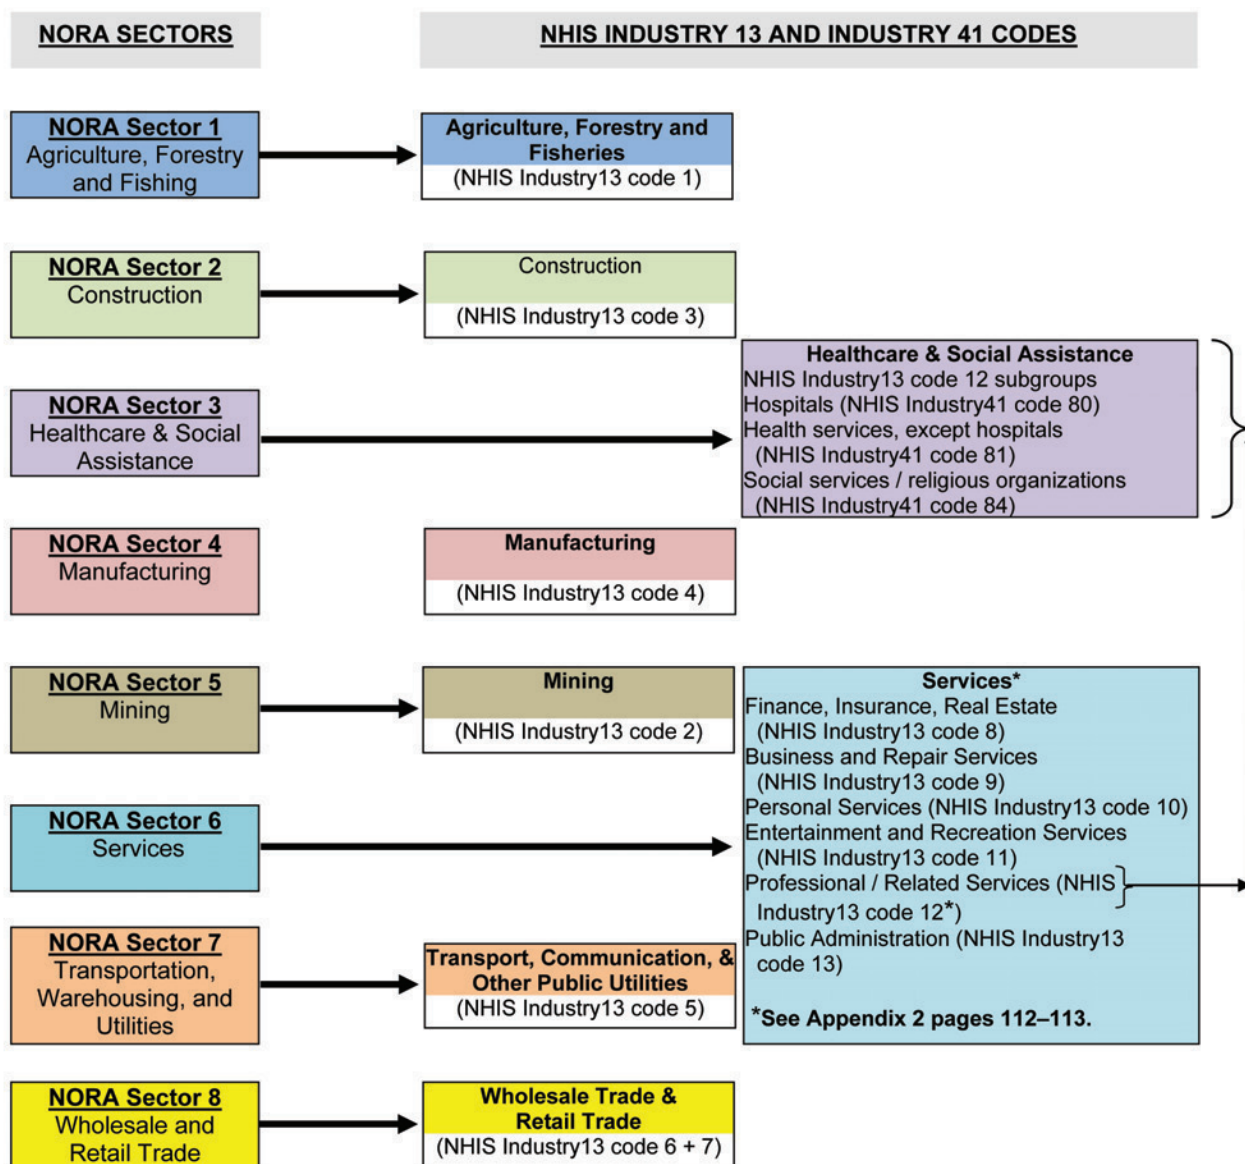 NORA SECTORS
NHIS INDUSTRY 13 AND INDUSTRY 41 CODES
NORA Sector 1
Agriculture, Forestry
and Fishing
Agriculture, Forestry and
Fisheries
(NHIS Industry13 code 1)
NORA Sector 2
Construction
Construction
(NHIS Industry13 code 3)
NORA Sector 3
Healthcare & Social
Assistance
Healthcare & Social Assistance
NHIS Industry13 code 12 subgroups
Hospitals (NHIS Industry41 code 80)
Health services, except hospitals
(NHIS Industry41 code 81)
Social services / religious organizations
(NHIS Industry41 code 84)
NORA Sector 4
Manufacturing
Manufacturing
(NHIS Industry13 code 4)
NORA Sector 5
Mining
Mining
(NHIS Industry13 code 2)
NORA Sector 6
Services
Services*
Finance, Insurance, Real Estate
(NHIS Industry13 code 8)
Business and Repair Services
(NHIS Industry13 code 9)
Personal Services (NHIS Industry13 code 10)
Entertainment and Recreation Services
(NHIS Industry13 code 11)
Professional / Related Services (NHIS
Industry13 code 12*)
Public Administration (NHIS Industry13
code 13)
*See Appendix 2 pages 112–113.
NORA Sector 7
Transportation,
Warehousing, and
Utilities
Transport, Communication, &
Other Public Utilities
(NHIS Industry13 code 5)
NORA Sector 8
Wholesale and
Retail Trade
Wholesale Trade &
Retail Trade
(NHIS Industry13 code 6 + 7)